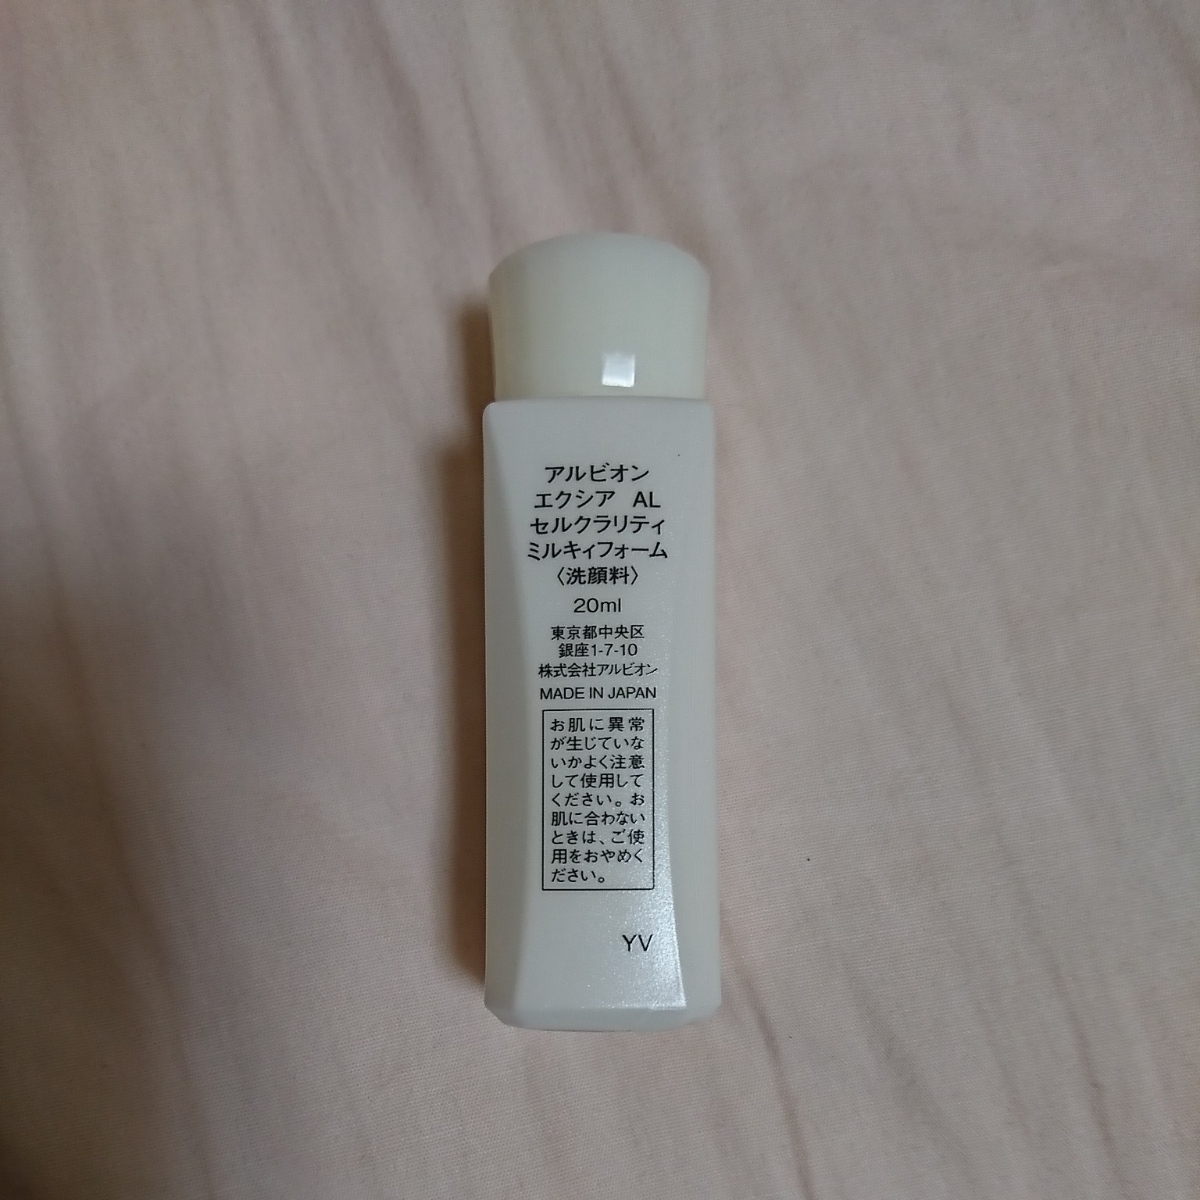 アルビオン
エクシア AL
セルクラリティ
ミルキィフォーム
〈洗顔料〉
20ml
東京都中央区
銀座1-7-10
株式会社アルビオン
MADE IN JAPAN
お肌に異常
が生じていな
いかよく注意
して使用して
ください。お
肌に合わない
ときは、ご使
用をおやめく
ださい。
YV